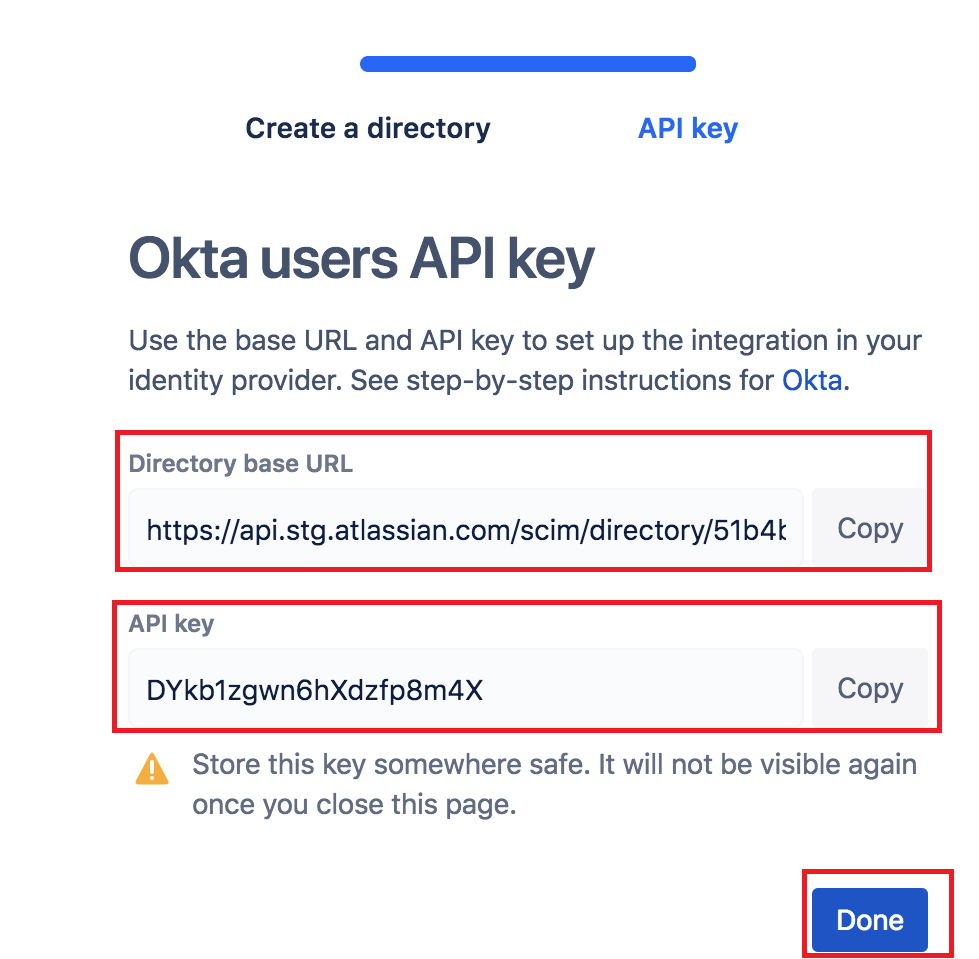 Create a directory API key
Okta users API key
Use the base URL and API key to set up the integration in your
identity provider. See step-by-step instructions for Okta.
Directory base URL
https://api.stg.atlassian.com/scim/directory/51b4b Copy
API key
DYkb1zgwn6hXdzfp8m4X Copy
Store this key somewhere safe. It will not be visible again
once you close this page.
Done